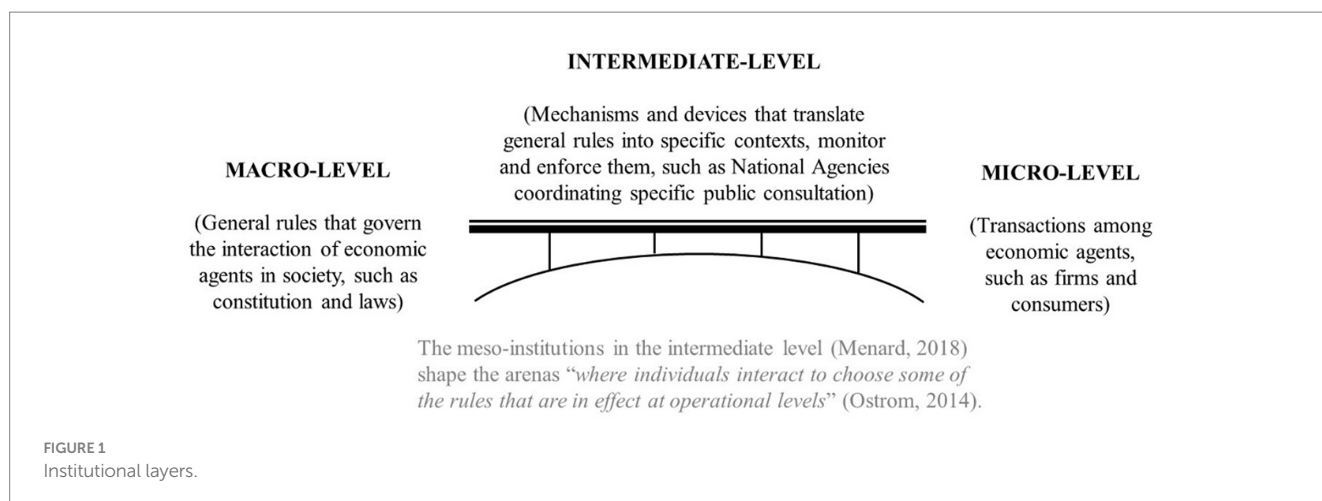 INTERMEDIATE-LEVEL
(Mechanisms and devices that translate
general rules into specific contexts, monitor
and enforce them, such as National Agencies
coordinating specific public consultation)
MACRO-LEVEL
(General rules that govern
the interaction of economic
agents in society, such as
constitution and laws)
MICRO-LEVEL
(Transactions among
economic agents,
such as firms and
consumers)
The meso-institutions in the intermediate level (Menard, 2018)
shape the arenas “where individuals interact to choose some of
the rules that are in effect at operational levels” (Ostrom, 2014).
FIGURE 1
Institutional layers.